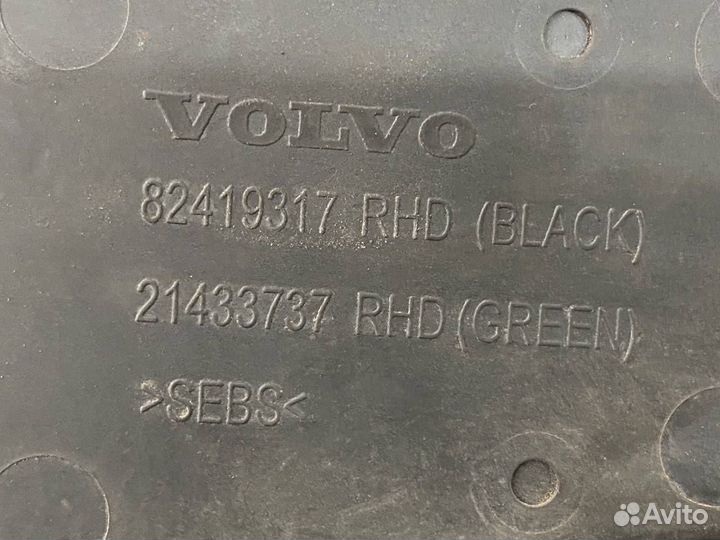 VOLVO
82419317 RHD (BLACK)
21433737 RHD (GREEN)
>SEBS<
Avito